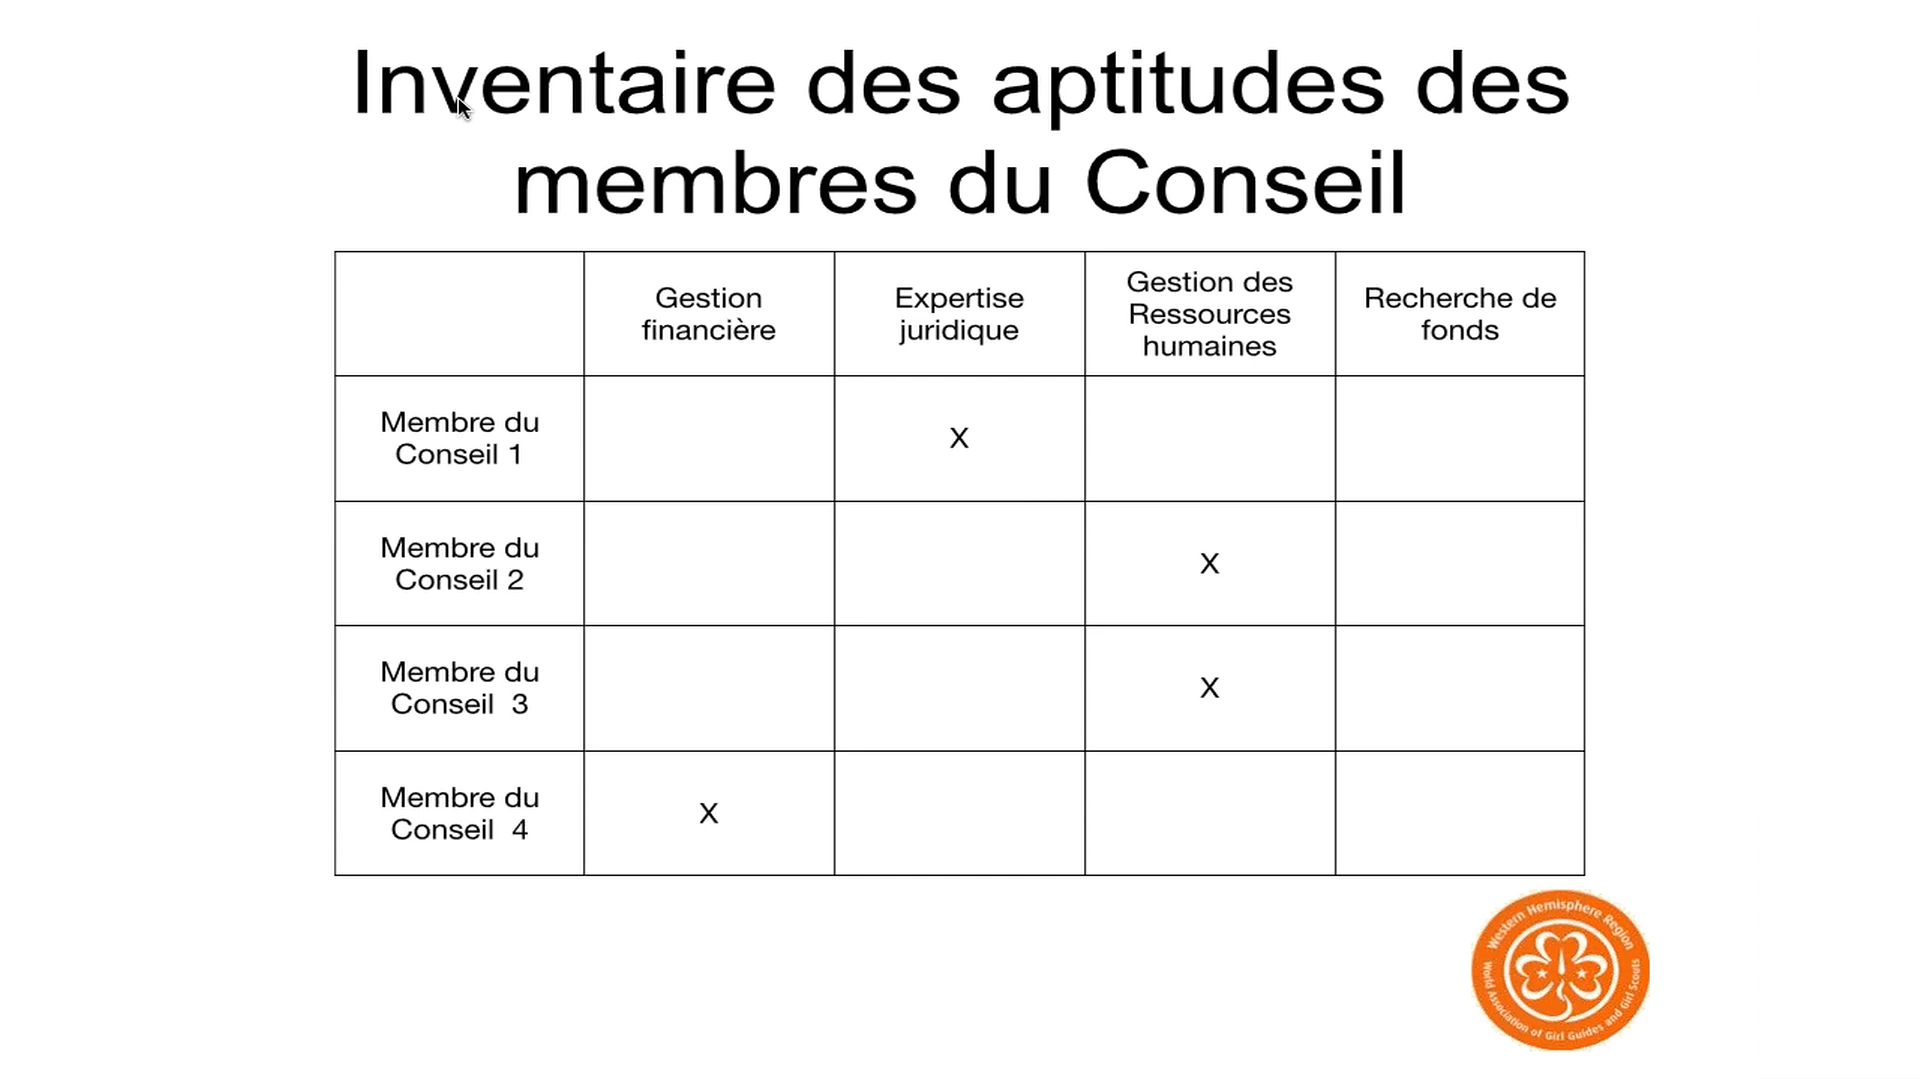 Inventaire des aptitudes des
membres du Conseil
Gestion
financière
Expertise
juridique
Gestion des
Ressources
humaines
Recherche de
fonds
Membre du
Conseil 1
X
Membre du
Conseil 2
X
Membre du
Conseil  3
X
Membre du
Conseil  4
X
Western Hemisphere Region
World Association of Girl Guides and Girl Scouts